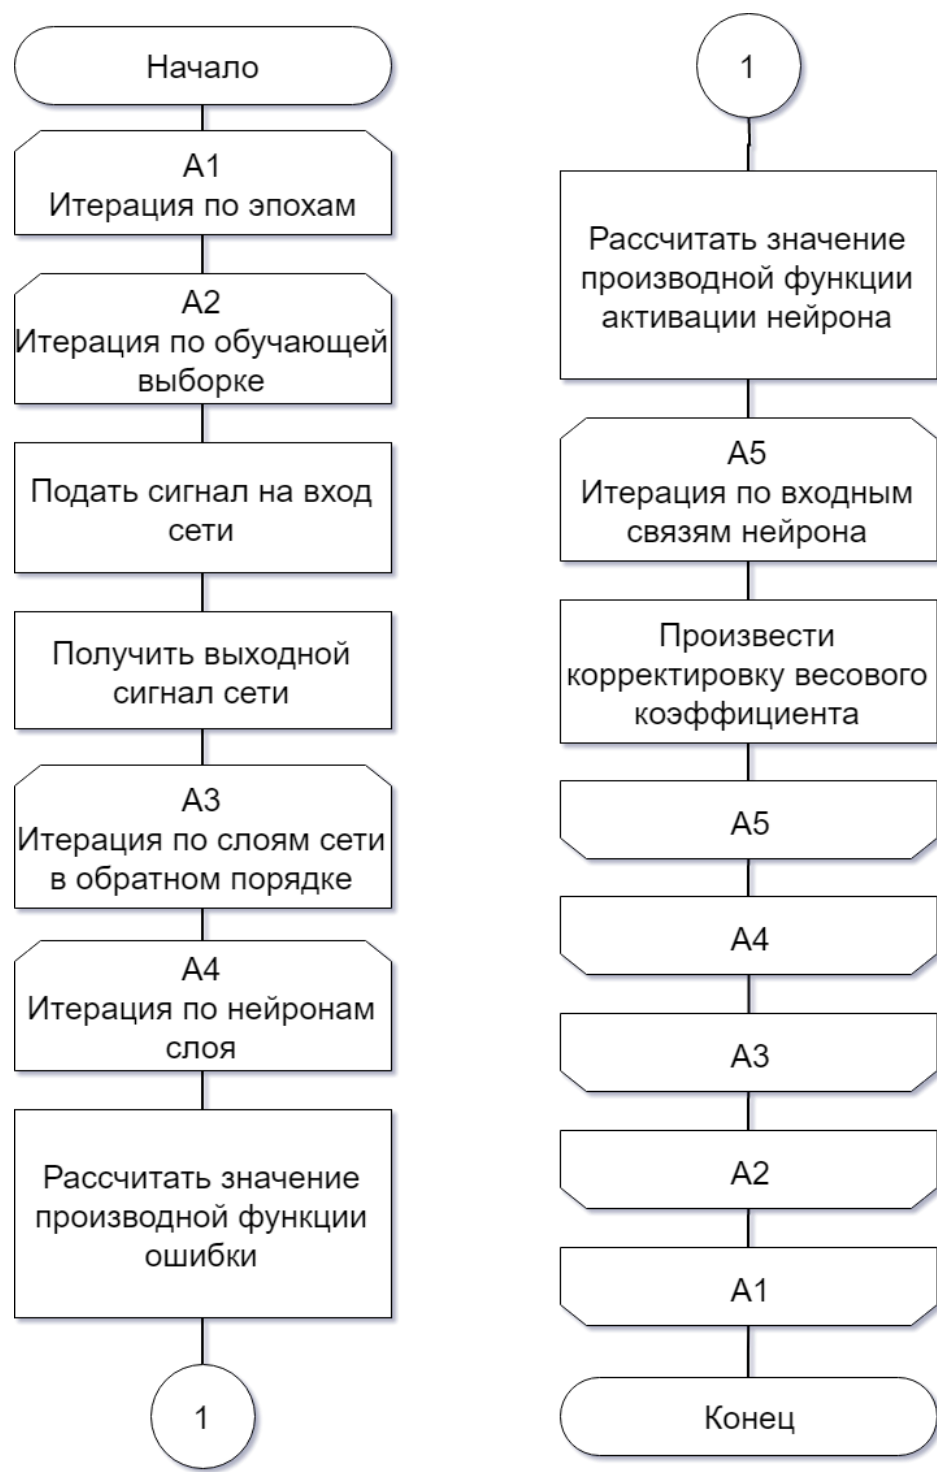 Начало
А1
Итерация по эпохам
А2
Итерация по обучающей
выборке
Подать сигнал на вход
сети
Получить выходной
сигнал сети
А3
Итерация по слоям сети
в обратном порядке
А4
Итерация по нейронам
слоя
Рассчитать значение
производной функции
ошибки
1
1
Рассчитать значение
производной функции
активации нейрона
А5
Итерация по входным
связям нейрона
Произвести
корректировку весового
коэффициента
А5
А4
А3
А2
А1
Конец